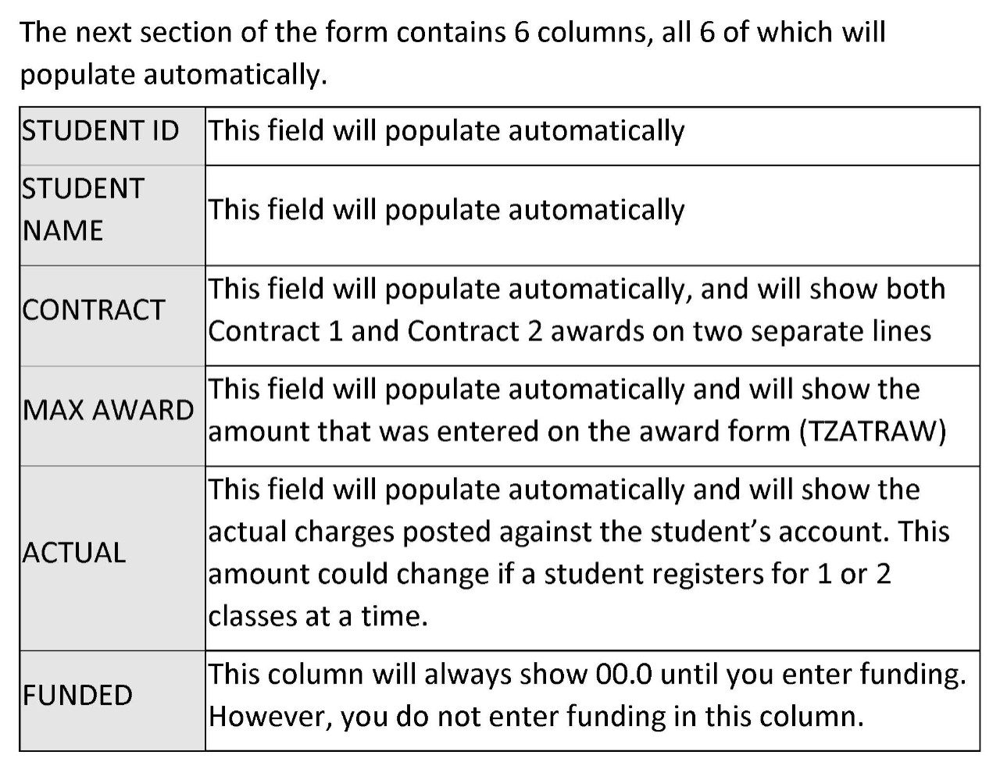 The next section of the form contains 6 columns, all 6 of which will
populate automatically.
STUDENT ID
This field will populate automatically
STUDENT
NAME
This field will populate automatically
CONTRACT
This field will populate automatically, and will show both
Contract 1 and Contract 2 awards on two separate lines
MAX AWARD
This field will populate automatically and will show the
amount that was entered on the award form (TZATRAW)
ACTUAL
This field will populate automatically and will show the
actual charges posted against the student’s account. This
amount could change if a student registers for 1 or 2
classes at a time.
FUNDED
This column will always show 00.0 until you enter funding.
However, you do not enter funding in this column.